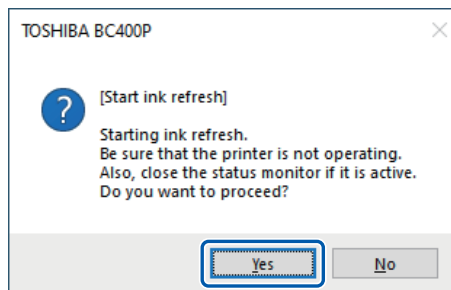 TOSHIBA BC400P
[Start ink refresh]
Starting ink refresh.
Be sure that the printer is not operating.
Also, close the status monitor if it is active.
Do you want to proceed?
Yes No